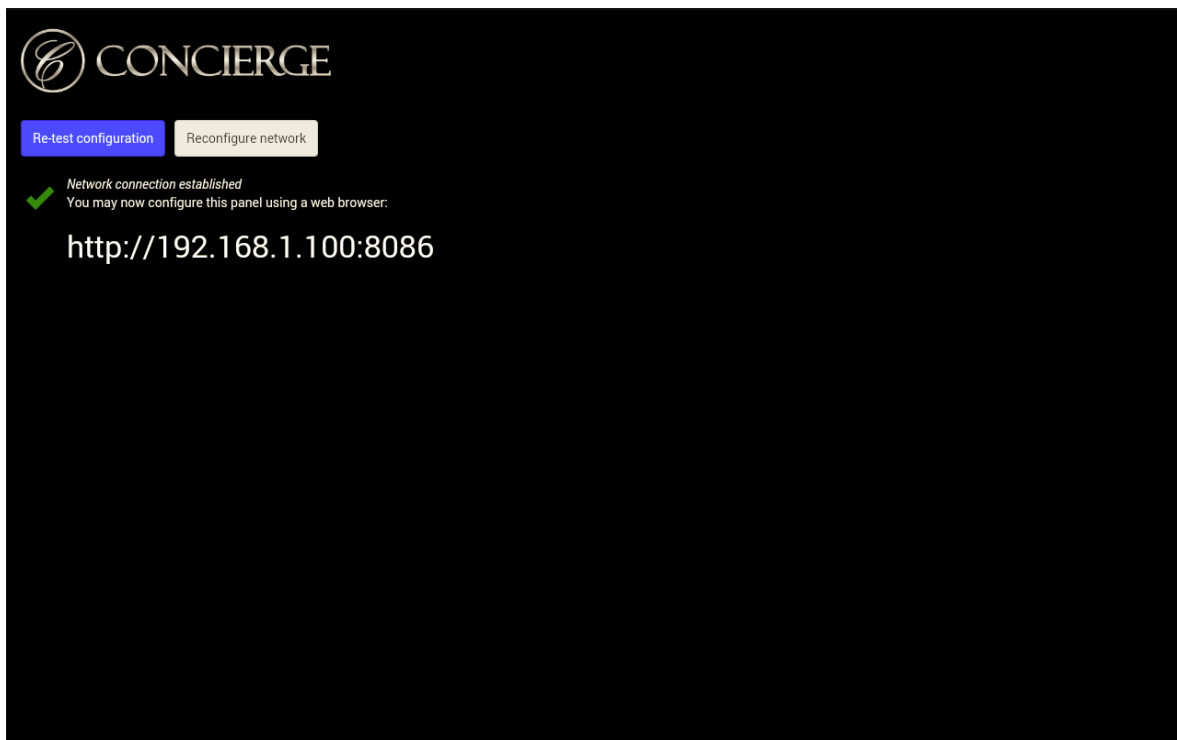 CONCIERGE
Re-test configuration
Reconfigure network
Network connection established
You may now configure this panel using a web browser:
http://192.168.1.100:8086